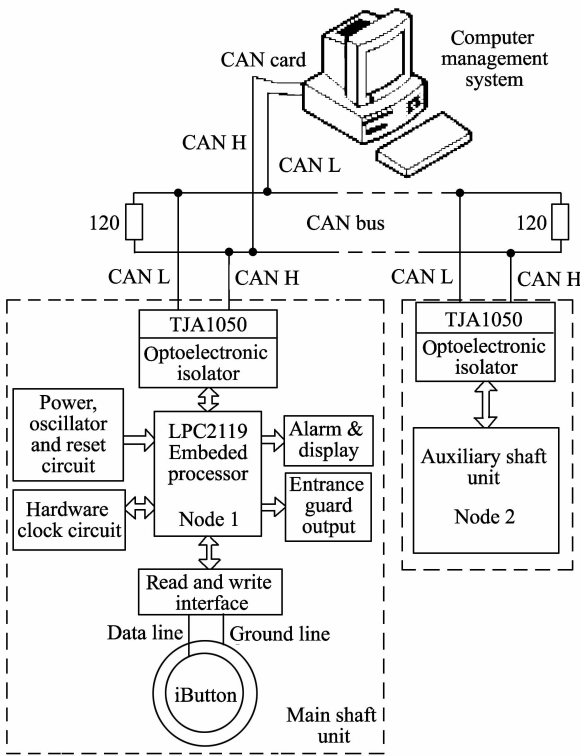 Computer
management
system
CAN card
CAN H
CAN L
120
CAN bus
120
CAN L
CAN H
CAN L
CAN H
TJA1050
Optoelectronic
isolator
TJA1050
Optoelectronic
isolator
Power,
oscillator
and reset
circuit
LPC2119
Embeded
processor
Node 1
Alarm &
display
Hardware
clock circuit
Entrance
guard
output
Auxiliary shaft
unit
Node 2
Read and write
interface
Data line
Ground line
iButton
Main shaft
unit